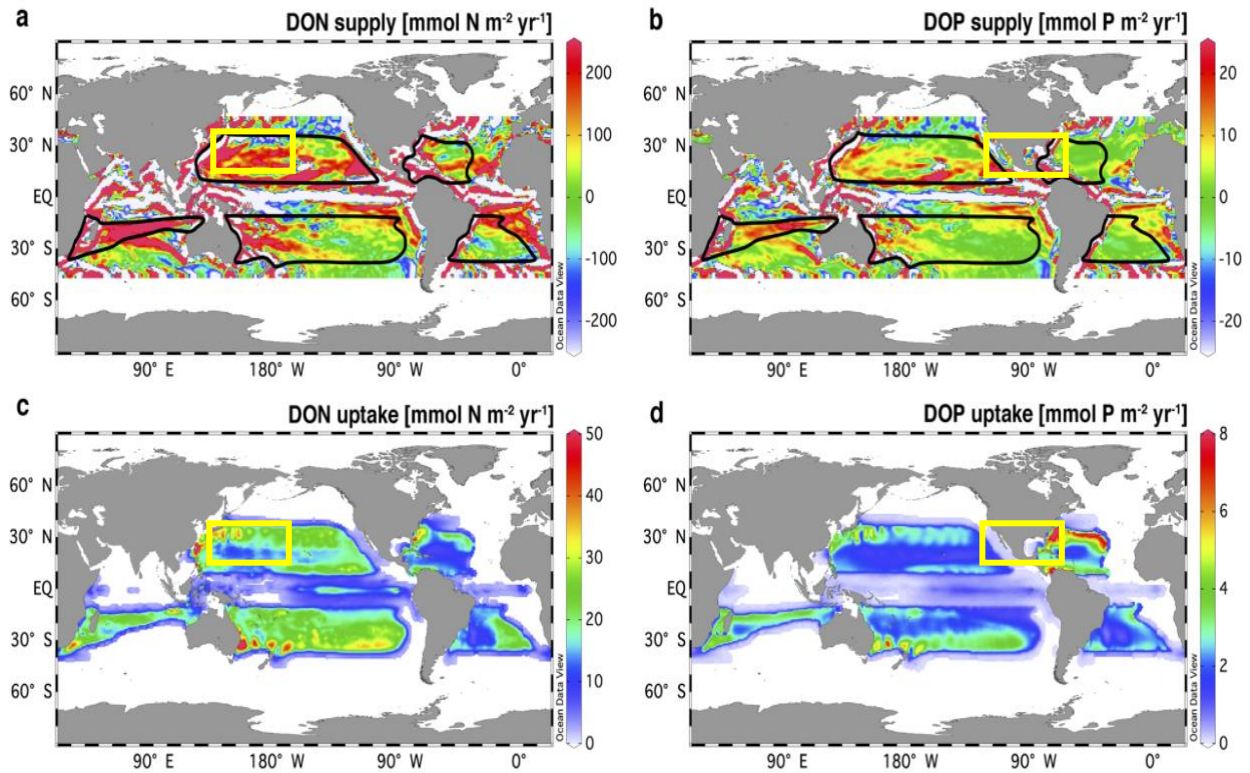 a DON supply [mmol N m⁻² yr⁻¹]
60° N
30° N
EQ
30° S
60° S
90° E 180° W 90° W 0°
200
100
0
-100
-200
Ocean Data View
b DOP supply [mmol P m⁻² yr⁻¹]
60° N
30° N
EQ
30° S
60° S
90° E 180° W 90° W 0°
20
10
0
-10
-20
Ocean Data View
c DON uptake [mmol N m⁻² yr⁻¹]
60° N
30° N
EQ
30° S
60° S
90° E 180° W 90° W 0°
50
40
30
20
10
0
Ocean Data View
d DOP uptake [mmol P m⁻² yr⁻¹]
60° N
30° N
EQ
30° S
60° S
90° E 180° W 90° W 0°
8
6
4
2
0
Ocean Data View